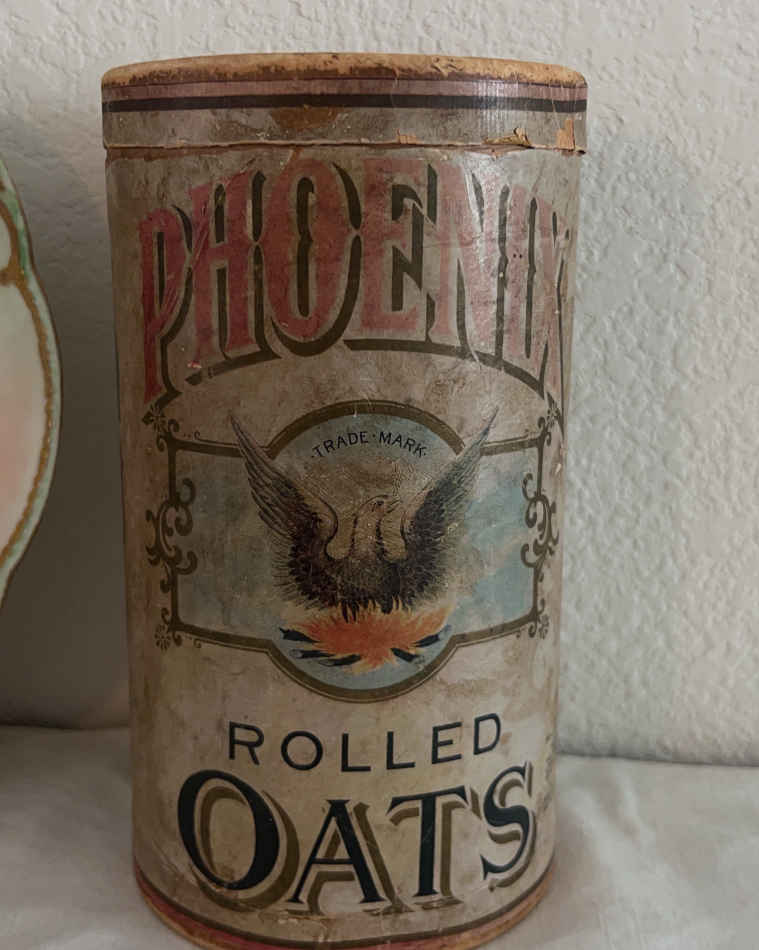 PHOENIX
·TRADE·MARK·
ROLLED
OATS